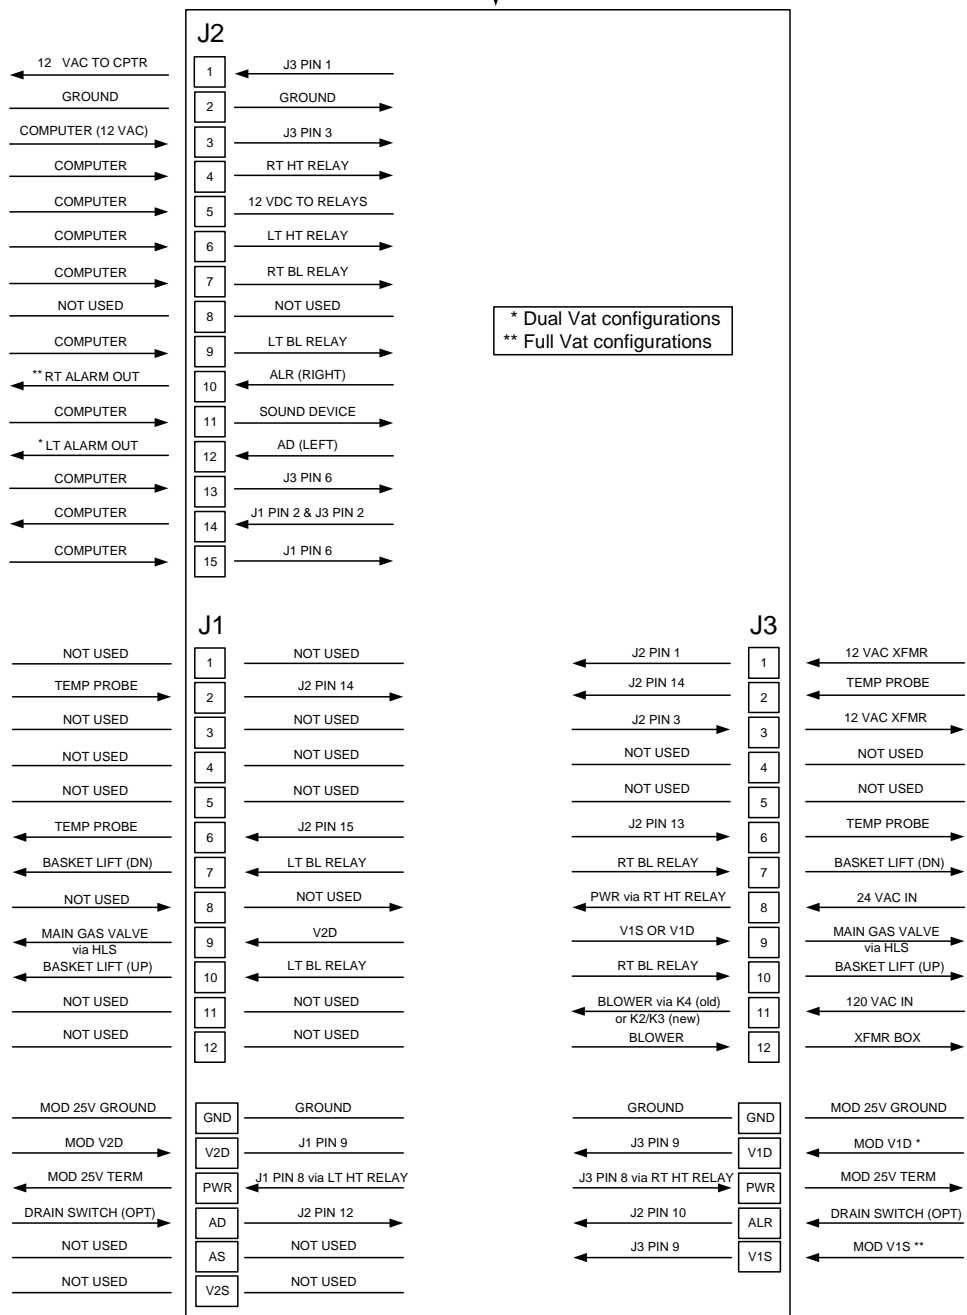 J2
12 VAC TO CPTR 1 J3 PIN 1
GROUND 2 GROUND
COMPUTER (12 VAC) 3 J3 PIN 3
COMPUTER 4 RT HT RELAY
COMPUTER 5 12 VDC TO RELAYS
COMPUTER 6 LT HT RELAY
COMPUTER 7 RT BL RELAY
NOT USED 8 NOT USED
COMPUTER 9 LT BL RELAY
** RT ALARM OUT 10 ALR (RIGHT)
COMPUTER 11 SOUND DEVICE
* LT ALARM OUT 12 AD (LEFT)
COMPUTER 13 J3 PIN 6
COMPUTER 14 J1 PIN 2 & J3 PIN 2
COMPUTER 15 J1 PIN 6
* Dual Vat configurations
** Full Vat configurations
J1
NOT USED 1 NOT USED
TEMP PROBE 2 J2 PIN 14
NOT USED 3 NOT USED
NOT USED 4 NOT USED
NOT USED 5 NOT USED
TEMP PROBE 6 J2 PIN 15
BASKET LIFT (DN) 7 LT BL RELAY
NOT USED 8 NOT USED
MAIN GAS VALVE 9 V2D
via HLS
BASKET LIFT (UP) 10 LT BL RELAY
NOT USED 11 NOT USED
NOT USED 12 NOT USED
MOD 25V GROUND GND GROUND
MOD V2D V2D J1 PIN 9
MOD 25V TERM PWR J1 PIN 8 via LT HT RELAY
DRAIN SWITCH (OPT) AD J2 PIN 12
NOT USED AS NOT USED
NOT USED V2S NOT USED
J3
J2 PIN 1 1 12 VAC XFMR
J2 PIN 14 2 TEMP PROBE
J2 PIN 3 3 12 VAC XFMR
NOT USED 4 NOT USED
NOT USED 5 NOT USED
J2 PIN 13 6 TEMP PROBE
RT BL RELAY 7 BASKET LIFT (DN)
PWR via RT HT RELAY 8 24 VAC IN
V1S OR V1D 9 MAIN GAS VALVE
via HLS
RT BL RELAY 10 BASKET LIFT (UP)
BLOWER via K4 (old) 11 120 VAC IN
or K2/K3 (new)
BLOWER 12 XFMR BOX
GROUND GND MOD 25V GROUND
J3 PIN 9 V1D MOD V1D *
J3 PIN 8 via RT HT RELAY PWR MOD 25V TERM
J2 PIN 10 ALR DRAIN SWITCH (OPT)
J3 PIN 9 V1S MOD V1S **